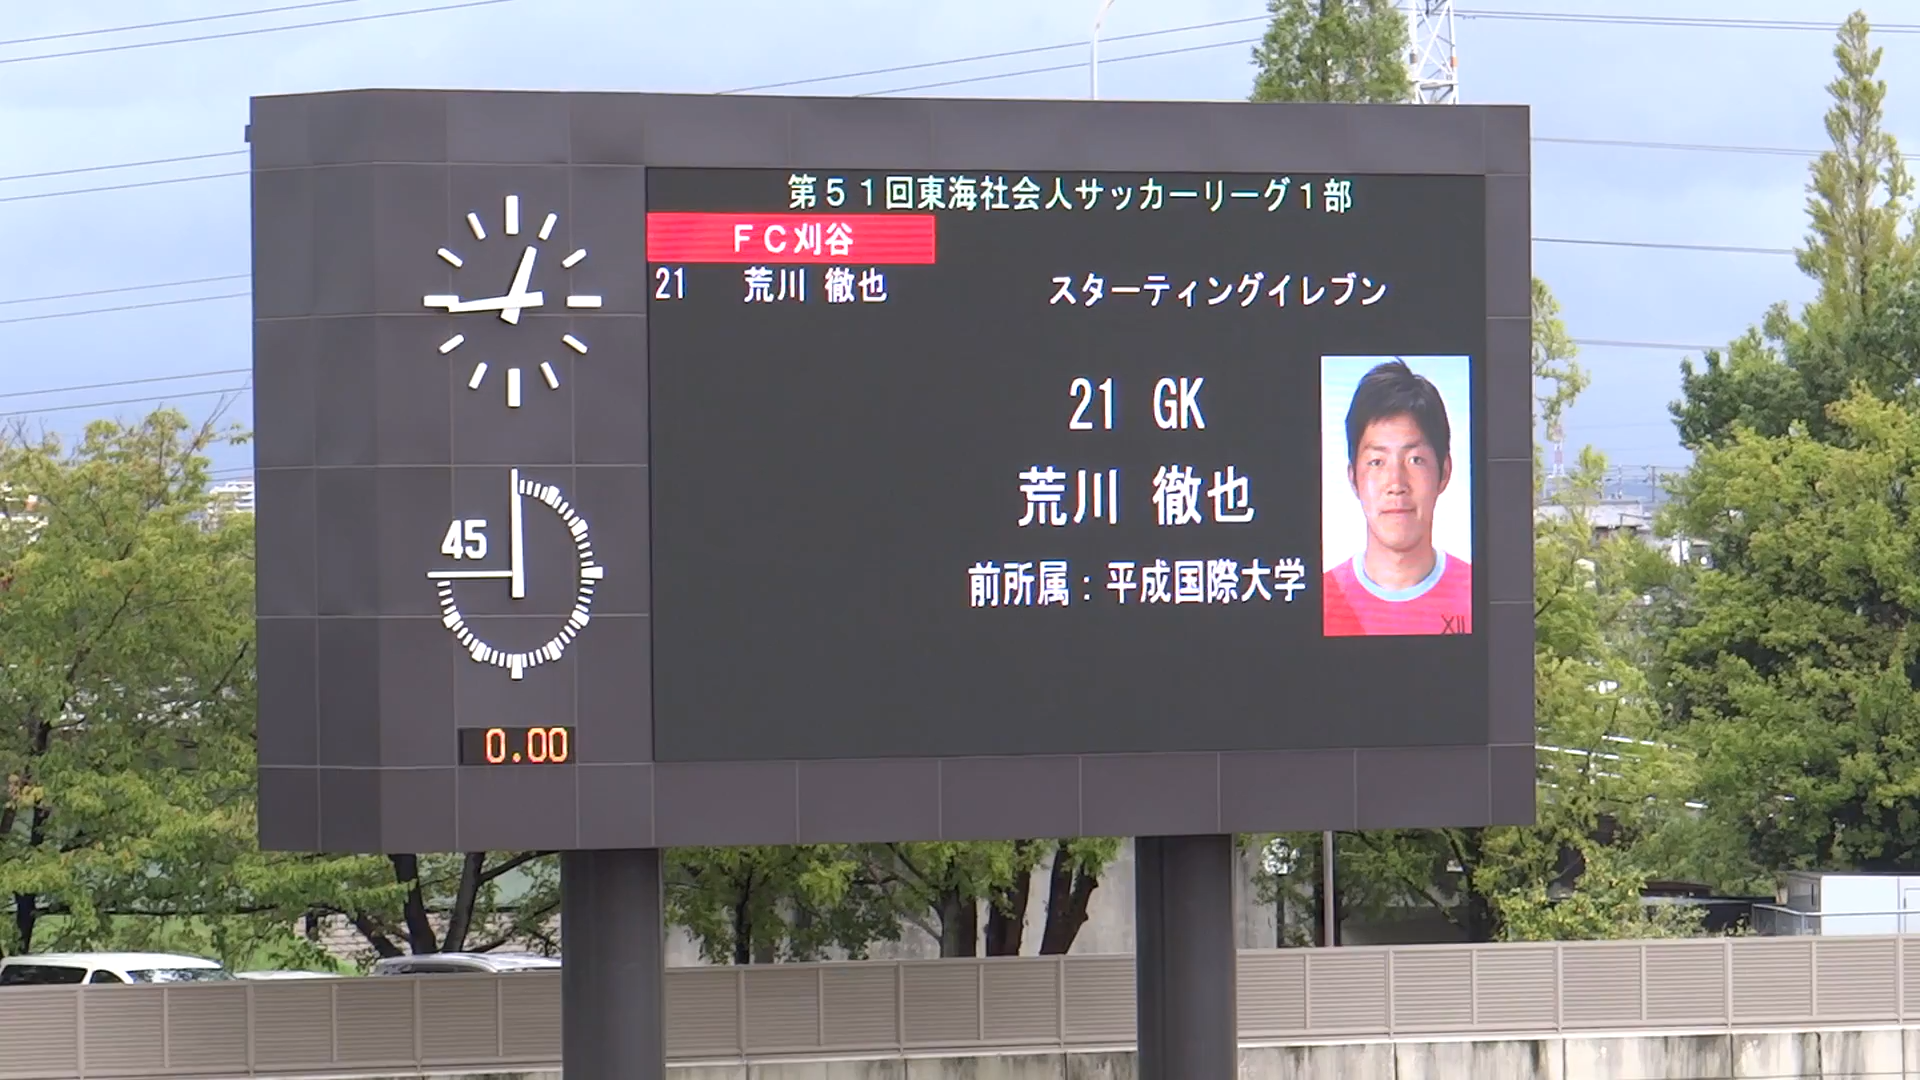 第５１回東海社会人サッカーリーグ１部
ＦＣ刈谷
21 荒川 徹也
スターティングイレブン
21 GK
荒川 徹也
前所属：平成国際大学
XII
45
0.00